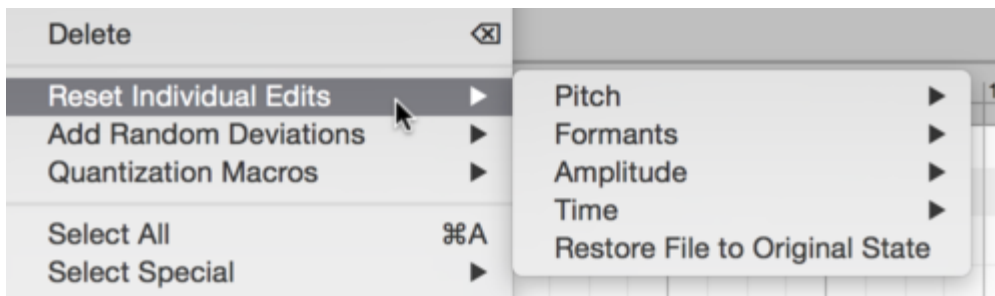 Delete ⌫
Reset Individual Edits ▶
Add Random Deviations ▶
Quantization Macros ▶
Select All ⌘A
Select Special ▶
Pitch ▶
Formants ▶
Amplitude ▶
Time ▶
Restore File to Original State
1